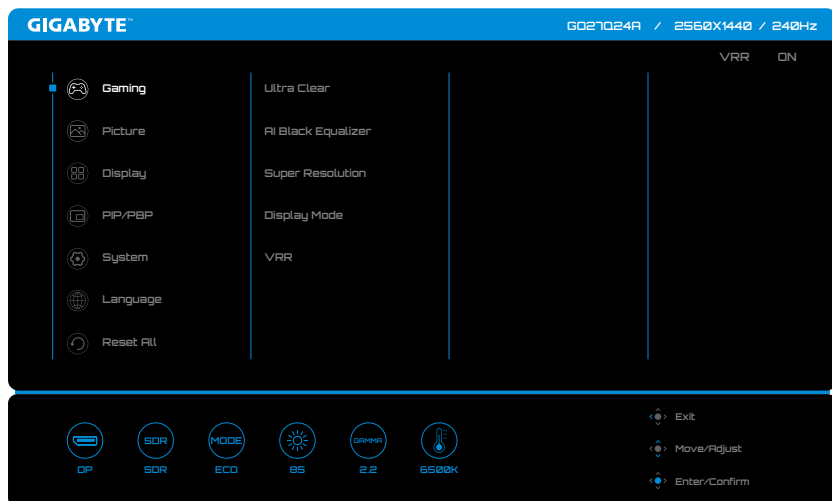 GIGABYTE™
GO27Q24A / 2560X1440 / 240Hz
VRR ON
Gaming
Picture
Display
PIP/PBP
System
Language
Reset All
Ultra Clear
AI Black Equalizer
Super Resolution
Display Mode
VRR
SDR
MODE
GAMMA
DP
SDR
ECO
85
2.2
6500K
Exit
Move/Adjust
Enter/Confirm